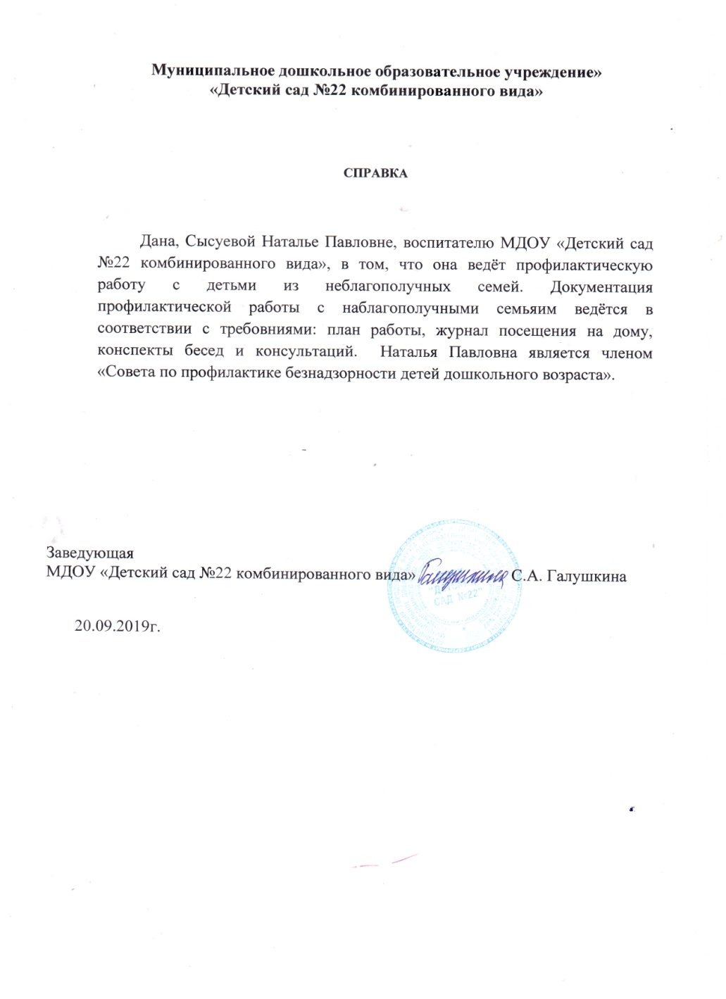 Муниципальное дошкольное образовательное учреждение»
«Детский сад №22 комбинированного вида»
СПРАВКА
Дана, Сысуевой Наталье Павловне, воспитателю МДОУ «Детский сад
№22 комбинированного вида», в том, что она ведёт профилактическую
работу с детьми из неблагополучных семей. Документация
профилактической работы с наблагополучными семьяим ведётся в
соответствии с требовниями: план работы, журнал посещения на дому,
конспекты бесед и консультаций. Наталья Павловна является членом
«Совета по профилактике безнадзорности детей дошкольного возраста».
Заведующая
МДОУ «Детский сад №22 комбинированного вида» Галушкина С.А. Галушкина
САД №22"
20.09.2019г.